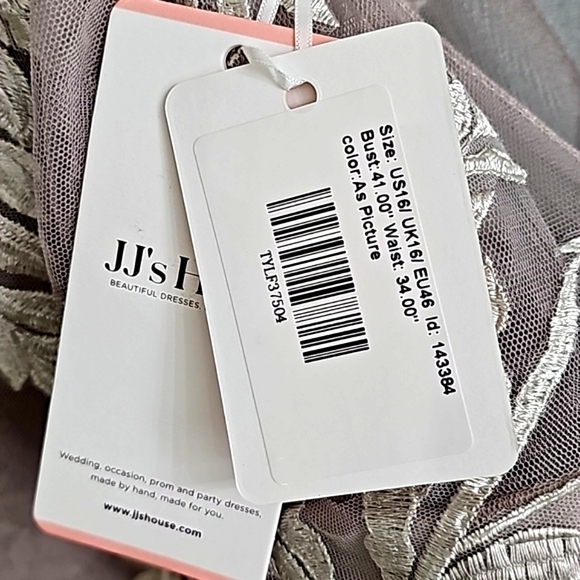 JJ's H
BEAUTIFUL DRESSES.
Wedding, occasion, prom and party dresses,
made by hand, made for you.
www.jjshouse.com
Size: US16/ UK16/ EU46 Id: 143384
Bust:41.00" Waist: 34.00"
color:As Picture
TYLF37504